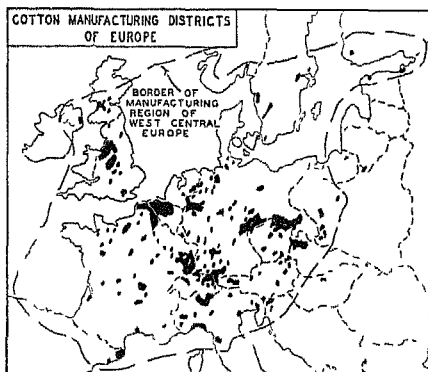 COTTON MANUFACTURING DISTRICTS
OF EUROPE
BORDER OF
MANUFACTURING
REGION OF
WEST CENTRAL
EUROPE